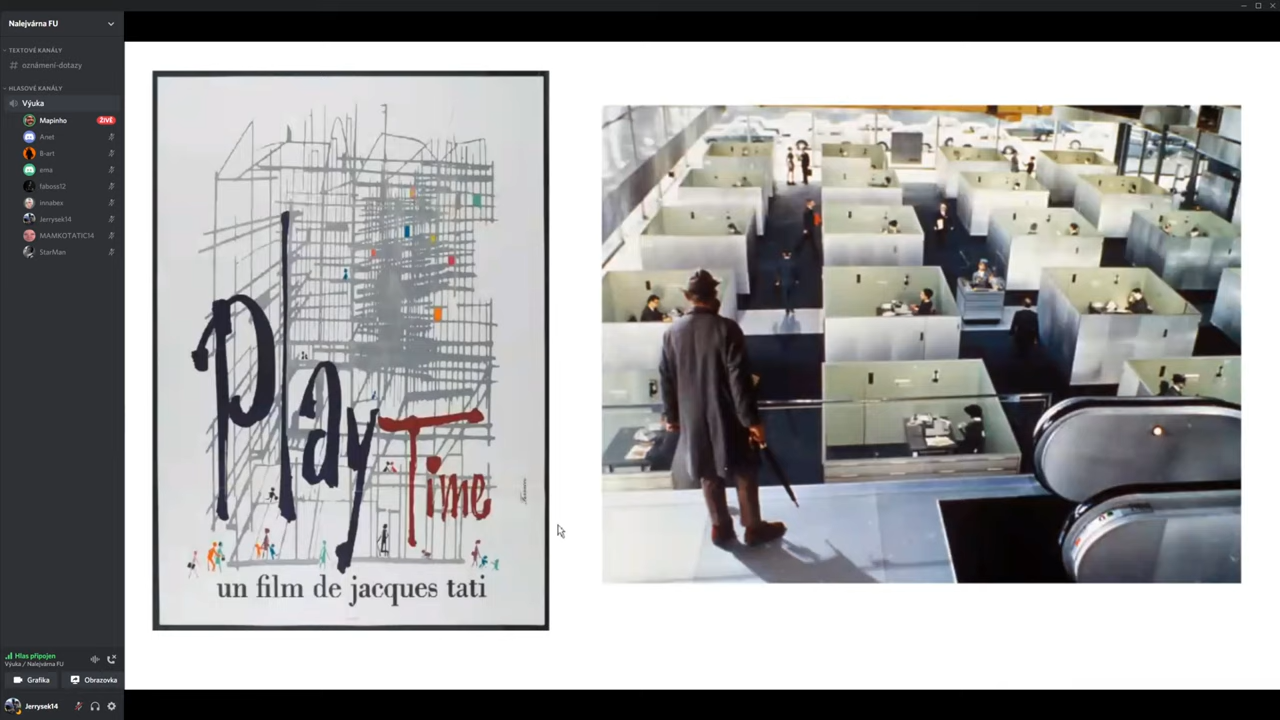 Nalejvárna FU
TEXTOVÉ KANÁLY
# oznámení-dotazy
HLASOVÉ KANÁLY
Výuka
Mapinho ŽIVĚ
Anet
B-art
ema
faboss12
innabex
Jerrysek14
MAMKOTATIC14
StarMan
Hlas připojen
Výuka / Nalejvárna FU
Grafika Obrazovka
Jerrysek14
Play Time
un film de jacques tati